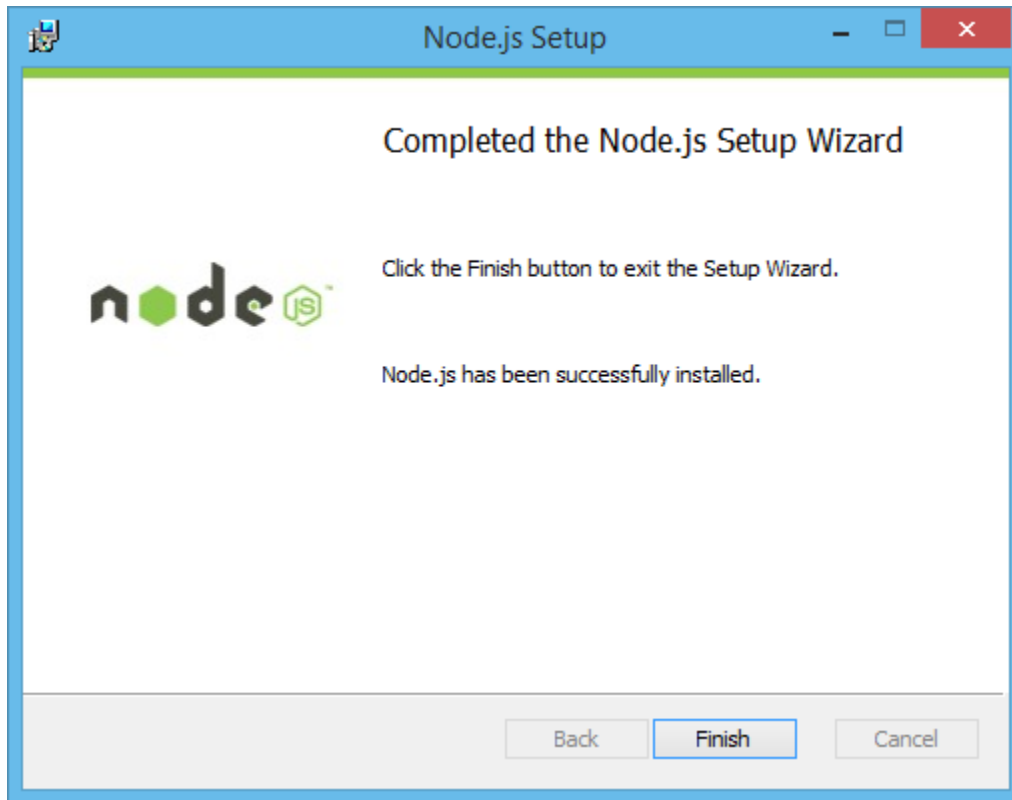 Node.js Setup
Completed the Node.js Setup Wizard
Click the Finish button to exit the Setup Wizard.
node JS™
Node.js has been successfully installed.
Back Finish Cancel